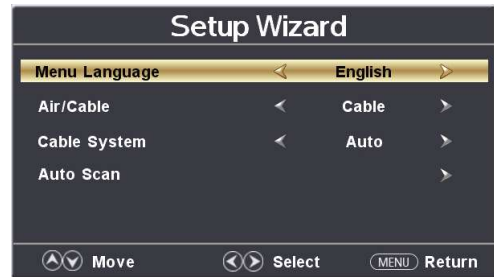 Setup Wizard
Menu Language English
Air/Cable Cable
Cable System Auto
Auto Scan
Move Select MENU Return